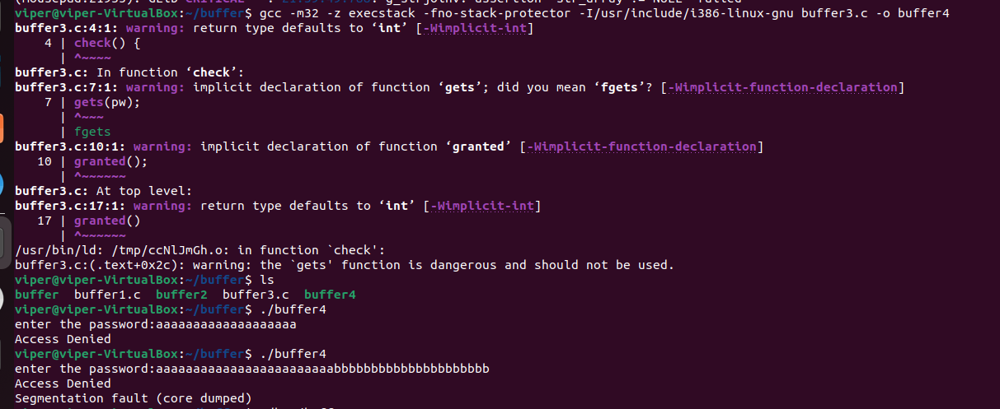 viper@viper-VirtualBox:~/buffer$ gcc -m32 -z execstack -fno-stack-protector -I/usr/include/i386-linux-gnu buffer3.c -o buffer4
buffer3.c:4:1: warning: return type defaults to ‘int’ [-Wimplicit-int]
    4 | check() {
      | ^~~~~
buffer3.c: In function ‘check’:
buffer3.c:7:1: warning: implicit declaration of function ‘gets’; did you mean ‘fgets’? [-Wimplicit-function-declaration]
    7 | gets(pw);
      | ^~~~
      | fgets
buffer3.c:10:1: warning: implicit declaration of function ‘granted’ [-Wimplicit-function-declaration]
   10 | granted();
      | ^~~~~~~
buffer3.c: At top level:
buffer3.c:17:1: warning: return type defaults to ‘int’ [-Wimplicit-int]
   17 | granted()
      | ^~~~~~~
/usr/bin/ld: /tmp/ccNlJmGh.o: in function `check':
buffer3.c:(.text+0x2c): warning: the `gets' function is dangerous and should not be used.
viper@viper-VirtualBox:~/buffer$ ls
buffer  buffer1.c  buffer2  buffer3.c  buffer4
viper@viper-VirtualBox:~/buffer$ ./buffer4
enter the password:aaaaaaaaaaaaaaaaaaa
Access Denied
viper@viper-VirtualBox:~/buffer$ ./buffer4
enter the password:aaaaaaaaaaaaaaaaaaaaaaaabbbbbbbbbbbbbbbbbbbbb
Access Denied
Segmentation fault (core dumped)